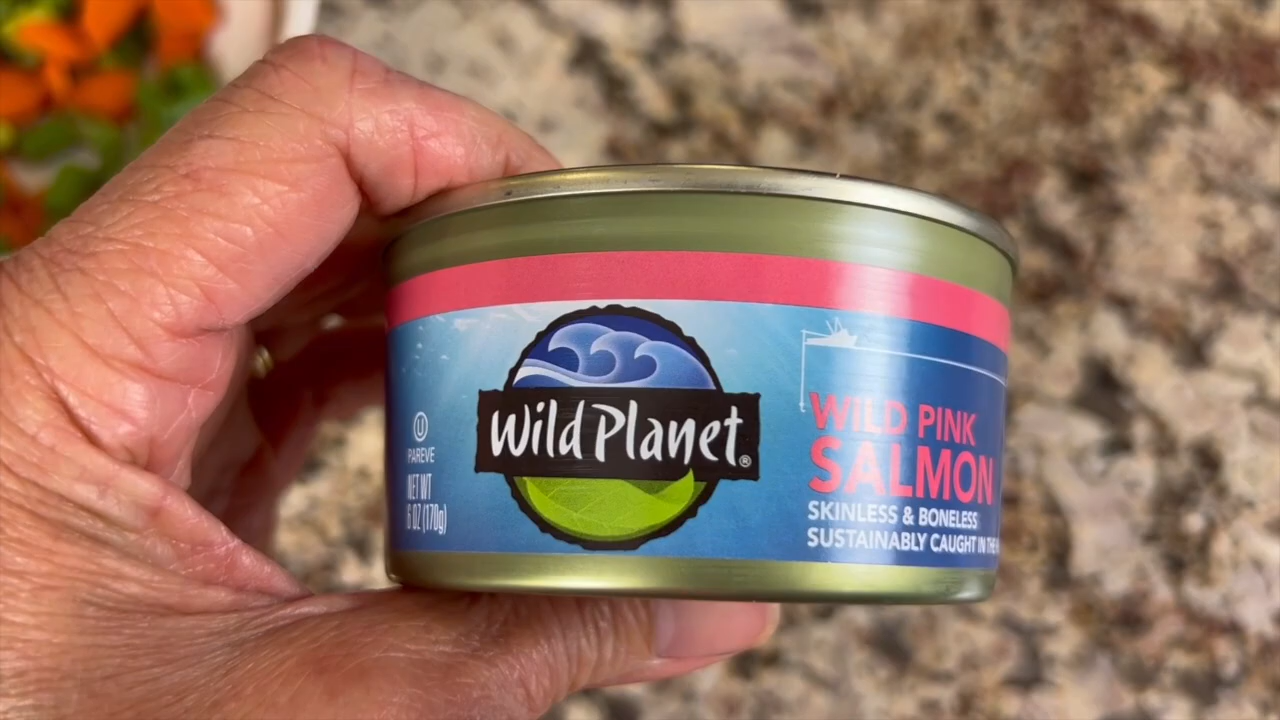 Wild Planet®
U
PAREVE
NET WT
6 OZ (170g)
WILD PINK
SALMON
SKINLESS & BONELESS
SUSTAINABLY CAUGHT IN THE